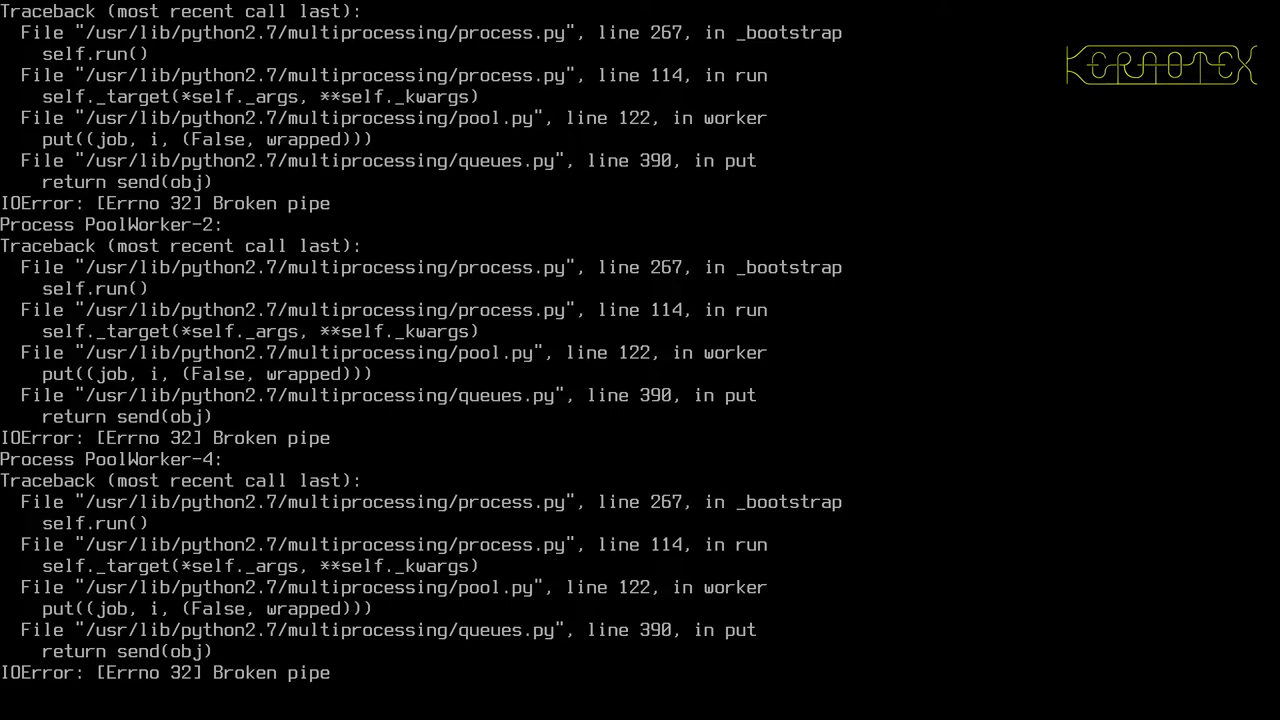 Traceback (most recent call last):
  File "/usr/lib/python2.7/multiprocessing/process.py", line 267, in _bootstrap
    self.run()
  File "/usr/lib/python2.7/multiprocessing/process.py", line 114, in run
    self._target(*self._args, **self._kwargs)
  File "/usr/lib/python2.7/multiprocessing/pool.py", line 122, in worker
    put((job, i, (False, wrapped)))
  File "/usr/lib/python2.7/multiprocessing/queues.py", line 390, in put
    return send(obj)
IOError: [Errno 32] Broken pipe
Process PoolWorker-2:
Traceback (most recent call last):
  File "/usr/lib/python2.7/multiprocessing/process.py", line 267, in _bootstrap
    self.run()
  File "/usr/lib/python2.7/multiprocessing/process.py", line 114, in run
    self._target(*self._args, **self._kwargs)
  File "/usr/lib/python2.7/multiprocessing/pool.py", line 122, in worker
    put((job, i, (False, wrapped)))
  File "/usr/lib/python2.7/multiprocessing/queues.py", line 390, in put
    return send(obj)
IOError: [Errno 32] Broken pipe
Process PoolWorker-4:
Traceback (most recent call last):
  File "/usr/lib/python2.7/multiprocessing/process.py", line 267, in _bootstrap
    self.run()
  File "/usr/lib/python2.7/multiprocessing/process.py", line 114, in run
    self._target(*self._args, **self._kwargs)
  File "/usr/lib/python2.7/multiprocessing/pool.py", line 122, in worker
    put((job, i, (False, wrapped)))
  File "/usr/lib/python2.7/multiprocessing/queues.py", line 390, in put
    return send(obj)
IOError: [Errno 32] Broken pipe